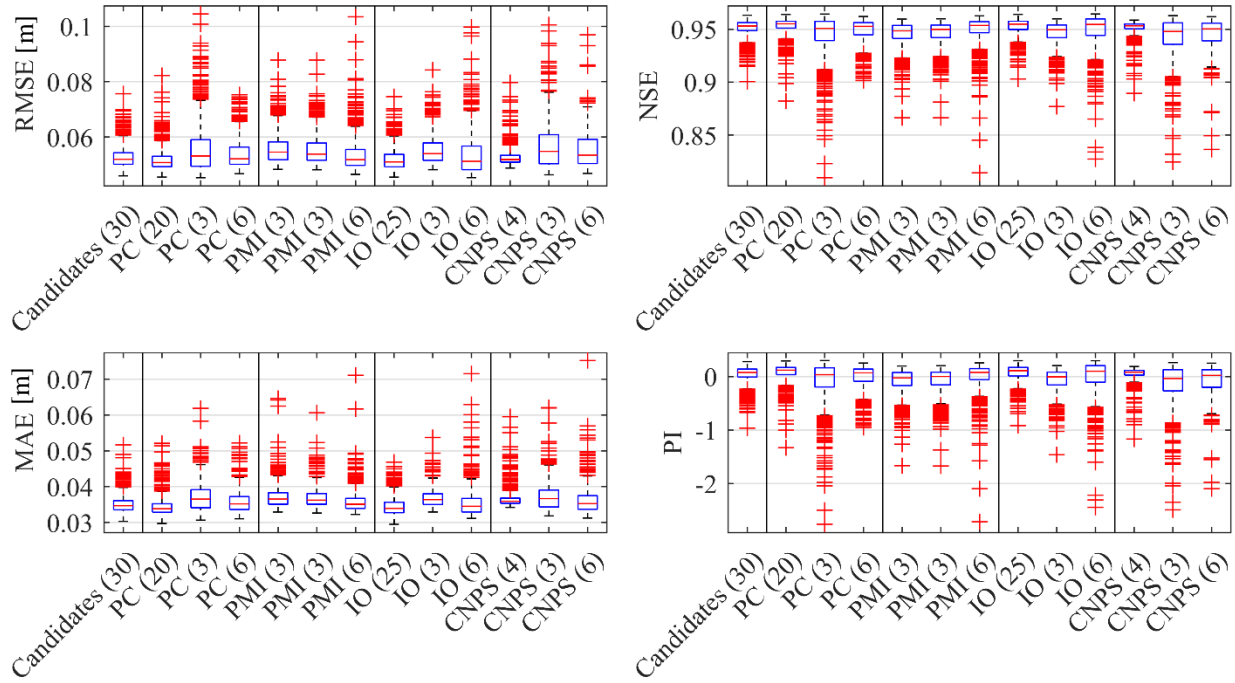 RMSE [m]
0.1
0.08
0.06
Candidates (30)
PC (20)
PC (3)
PC (6)
PMI (3)
PMI (3)
PMI (6)
IO (25)
IO (3)
IO (6)
CNPS (4)
CNPS (3)
CNPS (6)
NSE
0.95
0.9
0.85
Candidates (30)
PC (20)
PC (3)
PC (6)
PMI (3)
PMI (3)
PMI (6)
IO (25)
IO (3)
IO (6)
CNPS (4)
CNPS (3)
CNPS (6)
MAE [m]
0.07
0.06
0.05
0.04
0.03
Candidates (30)
PC (20)
PC (3)
PC (6)
PMI (3)
PMI (3)
PMI (6)
IO (25)
IO (3)
IO (6)
CNPS (4)
CNPS (3)
CNPS (6)
PI
0
-1
-2
Candidates (30)
PC (20)
PC (3)
PC (6)
PMI (3)
PMI (3)
PMI (6)
IO (25)
IO (3)
IO (6)
CNPS (4)
CNPS (3)
CNPS (6)